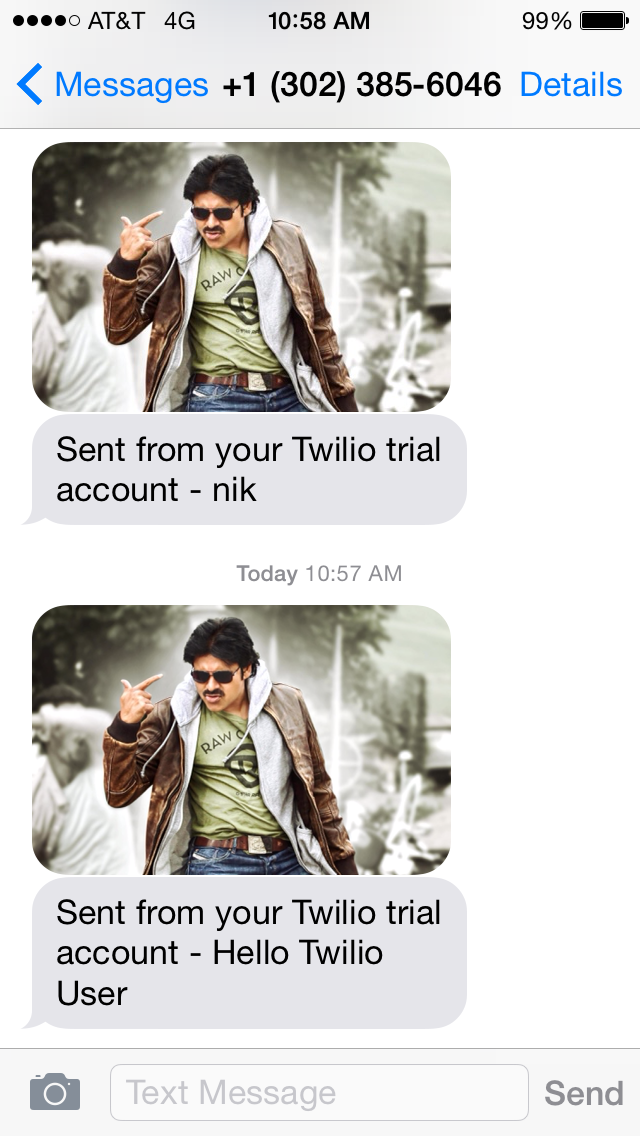 AT&T 4G 10:58 AM 99%
Messages +1 (302) 385-6046 Details
RAW
Sent from your Twilio trial
account - nik
Today 10:57 AM
RAW
Sent from your Twilio trial
account - Hello Twilio
User
Text Message Send